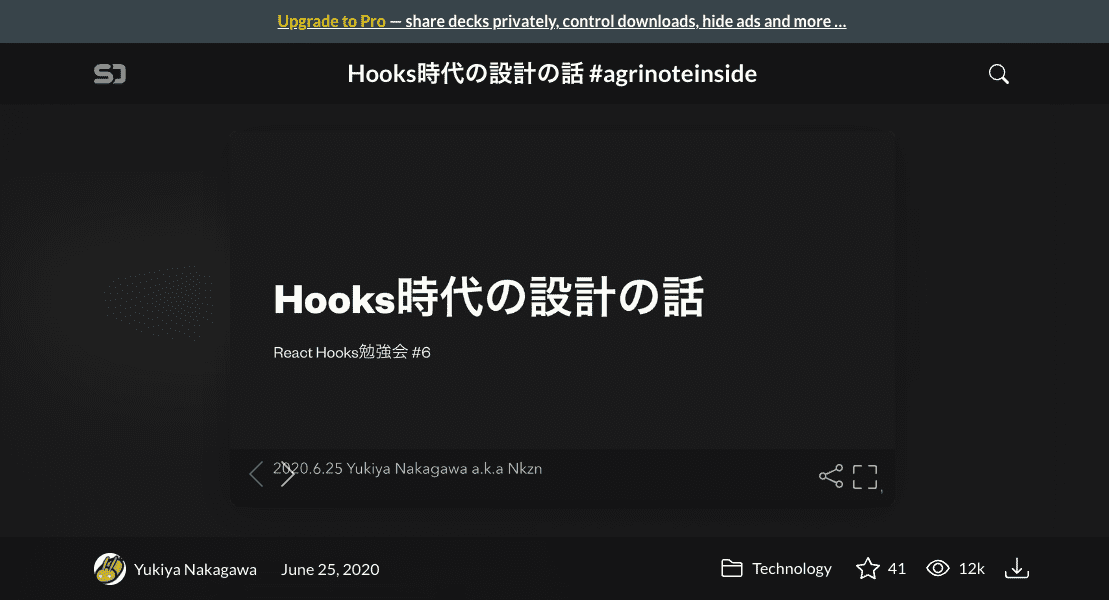 Upgrade to Pro — share decks privately, control downloads, hide ads and more …
SD
Hooks時代の設計の話 #agrinoteinside
Hooks時代の設計の話
React Hooks勉強会 #6
2020.6.25 Yukiya Nakagawa a.k.a Nkzn
Yukiya Nakagawa June 25, 2020 Technology 41 12k